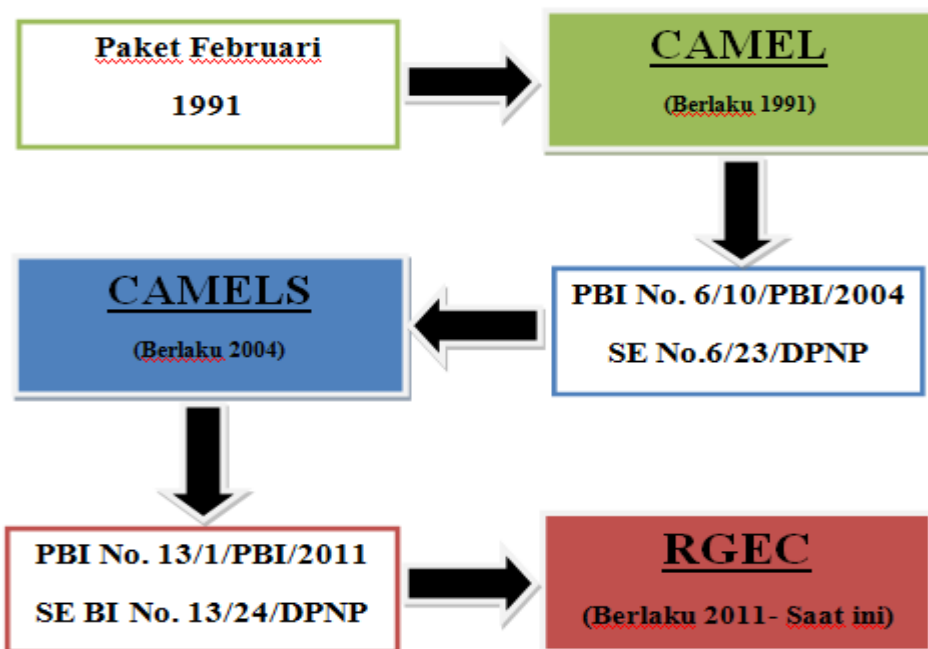 Paket Februari
1991
CAMEL
(Berlaku 1991)
PBI No. 6/10/PBI/2004
SE No.6/23/DPNP
CAMELS
(Berlaku 2004)
PBI No. 13/1/PBI/2011
SE BI No. 13/24/DPNP
RGEC
(Berlaku 2011- Saat ini)